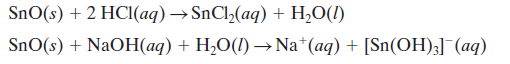 SnO(s) + 2 HCl(aq) → SnCl₂(aq) + H₂O(l)
SnO(s) + NaOH(aq) + H₂O(l) → Na⁺(aq) + [Sn(OH)₃]⁻(aq)